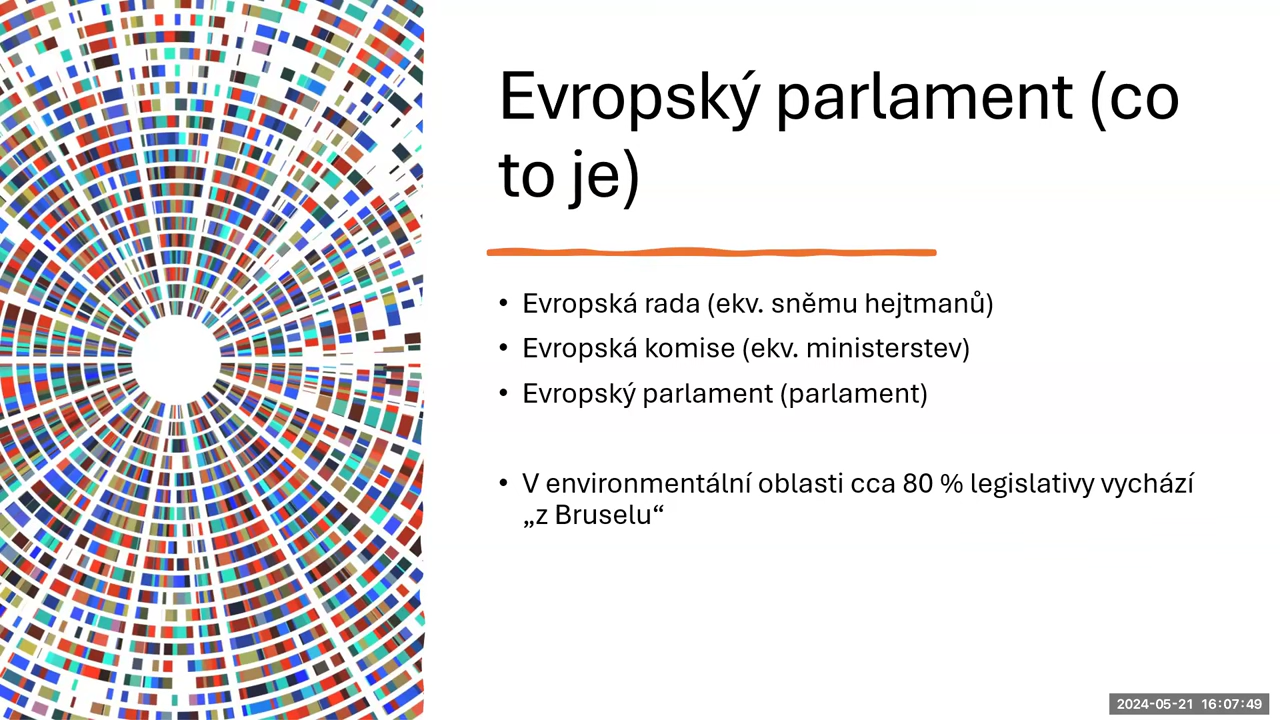 Evropský parlament (co
to je)
• Evropská rada (ekv. sněmu hejtmanů)
• Evropská komise (ekv. ministerstev)
• Evropský parlament (parlament)
• V environmentální oblasti cca 80 % legislativy vychází
„z Bruselu“
2024-05-21 16:07:49